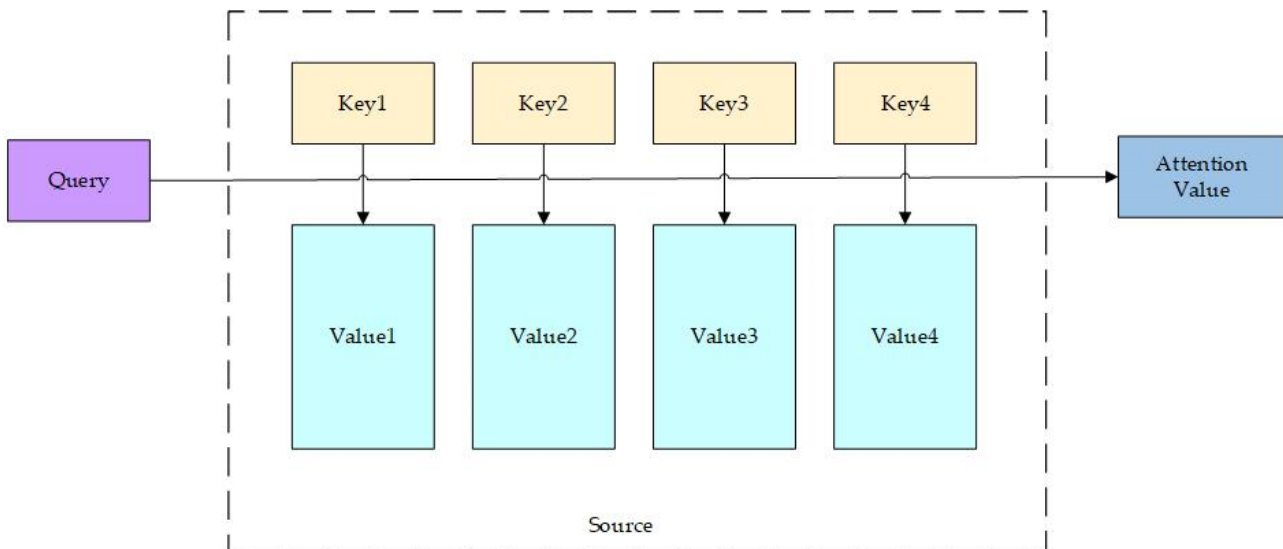 Key1
Key2
Key3
Key4
Query
Attention
Value
Value1
Value2
Value3
Value4
Source